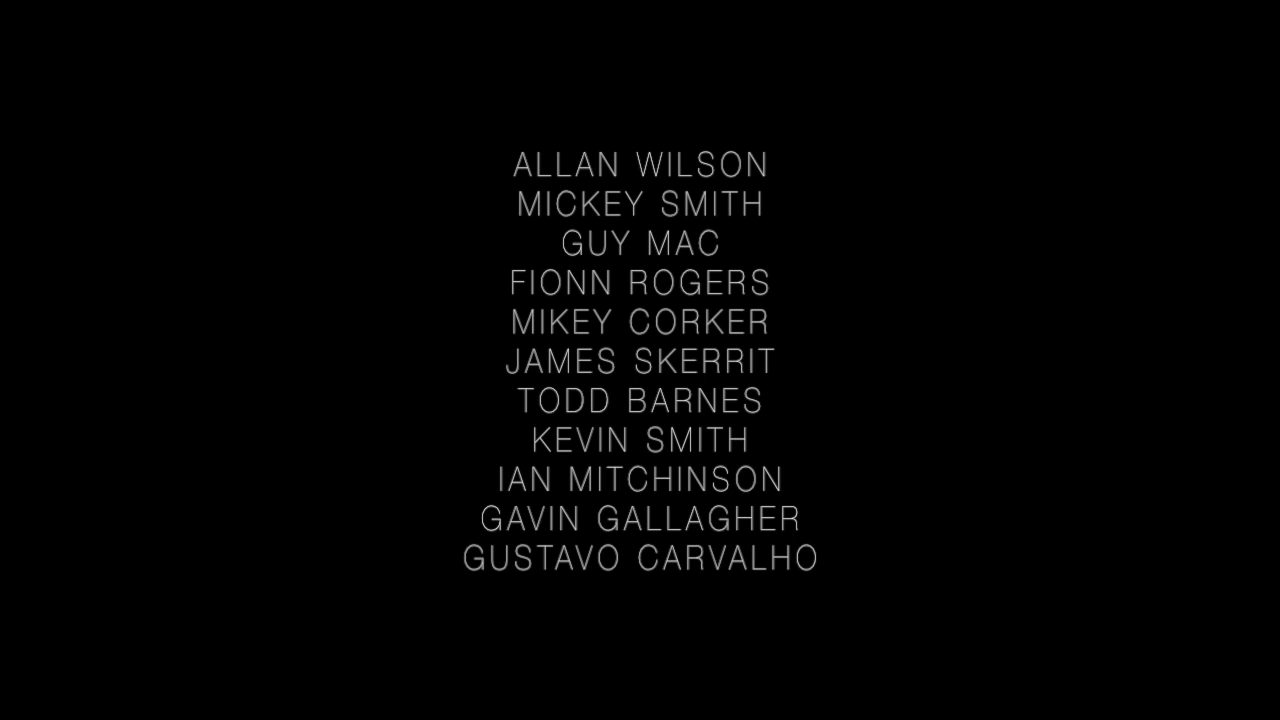 ALLAN WILSON
MICKEY SMITH
GUY MAC
FIONN ROGERS
MIKEY CORKER
JAMES SKERRIT
TODD BARNES
KEVIN SMITH
IAN MITCHINSON
GAVIN GALLAGHER
GUSTAVO CARVALHO